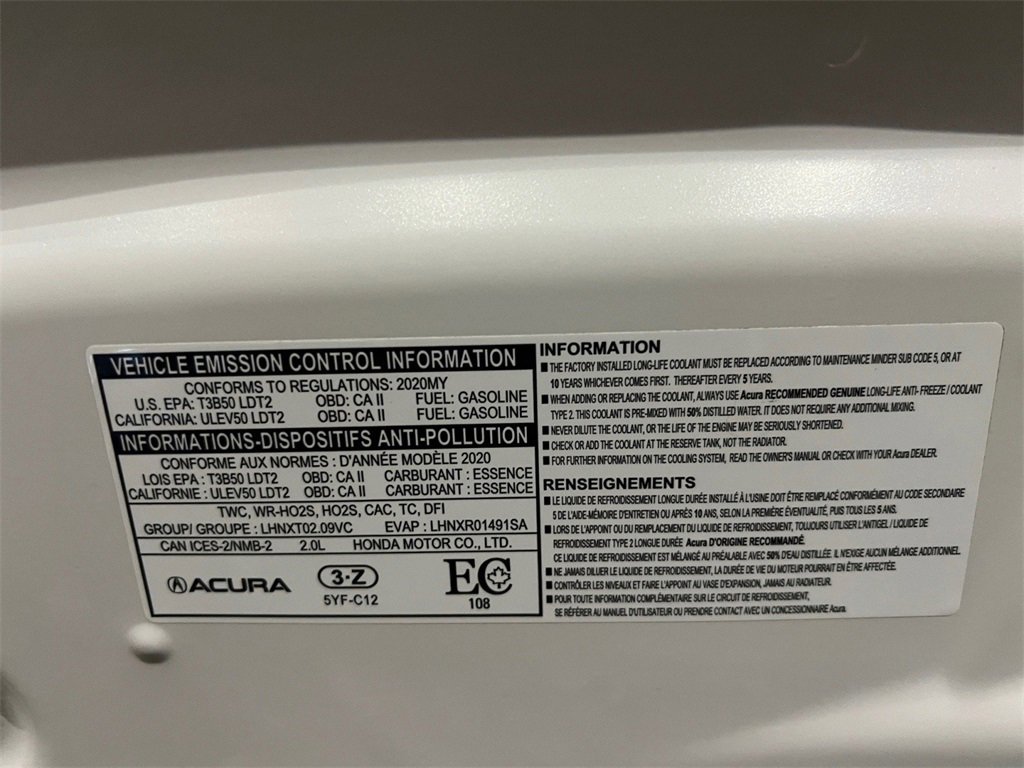 VEHICLE EMISSION CONTROL INFORMATION
CONFORMS TO REGULATIONS: 2020MY
U.S. EPA: T3B50 LDT2 OBD: CA II FUEL: GASOLINE
CALIFORNIA: ULEV50 LDT2 OBD: CA II FUEL: GASOLINE
INFORMATIONS-DISPOSITIFS ANTI-POLLUTION
CONFORME AUX NORMES : D'ANNÉE MODÈLE 2020
LOIS EPA : T3B50 LDT2 OBD: CA II CARBURANT : ESSENCE
CALIFORNIE : ULEV50 LDT2 OBD: CA II CARBURANT : ESSENCE
TWC, WR-HO2S, HO2S, CAC, TC, DFI
GROUP/ GROUPE : LHNXT02.09VC EVAP : LHNXR01491SA
CAN ICES-2/NMB-2 2.0L HONDA MOTOR CO., LTD.
ACURA 3·Z EC
5YF-C12 108
INFORMATION
■ THE FACTORY INSTALLED LONG-LIFE COOLANT MUST BE REPLACED ACCORDING TO MAINTENANCE MINDER SUB CODE 5, OR AT
10 YEARS WHICHEVER COMES FIRST. THEREAFTER EVERY 5 YEARS.
■ WHEN ADDING OR REPLACING THE COOLANT, ALWAYS USE Acura RECOMMENDED GENUINE LONG-LIFE ANTI- FREEZE / COOLANT
TYPE 2. THIS COOLANT IS PRE-MIXED WITH 50% DISTILLED WATER. IT DOES NOT REQUIRE ANY ADDITIONAL MIXING.
■ NEVER DILUTE THE COOLANT, OR THE LIFE OF THE ENGINE MAY BE SERIOUSLY SHORTENED.
■ CHECK OR ADD THE COOLANT AT THE RESERVE TANK, NOT THE RADIATOR.
■ FOR FURTHER INFORMATION ON THE COOLING SYSTEM, READ THE OWNER'S MANUAL OR CHECK WITH YOUR Acura DEALER.
RENSEIGNEMENTS
■ LE LIQUIDE DE REFROIDISSEMENT LONGUE DURÉE INSTALLÉ À L'USINE DOIT ÊTRE REMPLACÉ CONFORMÉMENT AU CODE SECONDAIRE
5 DE L'AIDE-MÉMOIRE D'ENTRETIEN OU APRÈS 10 ANS, SELON LA PREMIÈRE ÉVENTUALITÉ, PUIS TOUS LES 5 ANS.
■ LORS DE L'APPOINT OU DU REMPLACEMENT DU LIQUIDE DE REFROIDISSEMENT, TOUJOURS UTILISER L'ANTIGEL / LIQUIDE DE
REFROIDISSEMENT TYPE 2 LONGUE DURÉE Acura D'ORIGINE RECOMMANDÉ.
CE LIQUIDE DE REFROIDISSEMENT EST MÉLANGÉ AU PRÉALABLE AVEC 50% D'EAU DISTILLÉE. IL N'EXIGE AUCUN MÉLANGE ADDITIONNEL.
■ NE JAMAIS DILUER LE LIQUIDE DE REFROIDISSEMENT, LA DURÉE DE VIE DU MOTEUR POURRAIT EN ÊTRE AFFECTÉE.
■ CONTRÔLER LES NIVEAUX ET FAIRE L'APPOINT AU VASE D'EXPANSION, JAMAIS AU RADIATEUR.
■ POUR TOUTE INFORMATION COMPLÉMENTAIRE SUR LE CIRCUIT DE REFROIDISSEMENT,
SE RÉFÉRER AU MANUEL D'UTILISATEUR OU PRENDRE CONTACT AVEC UN CONCESSIONNAIRE Acura.